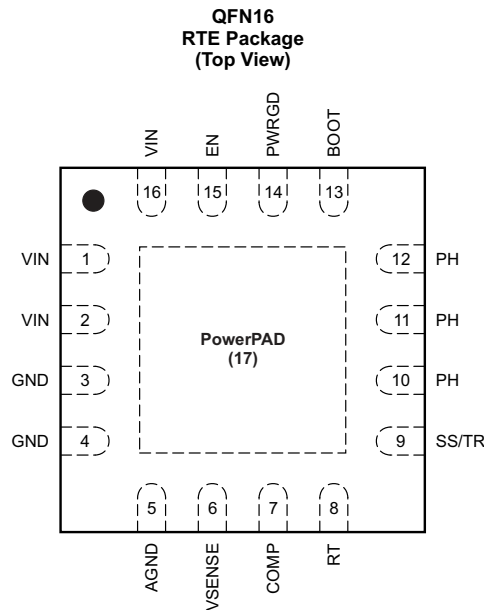 QFN16
RTE Package
(Top View)
VIN
EN
PWRGD
BOOT
16
15
14
13
VIN
1
12
PH
VIN
2
11
PH
PowerPAD
(17)
GND
3
10
PH
GND
4
9
SS/TR
5
6
7
8
AGND
VSENSE
COMP
RT